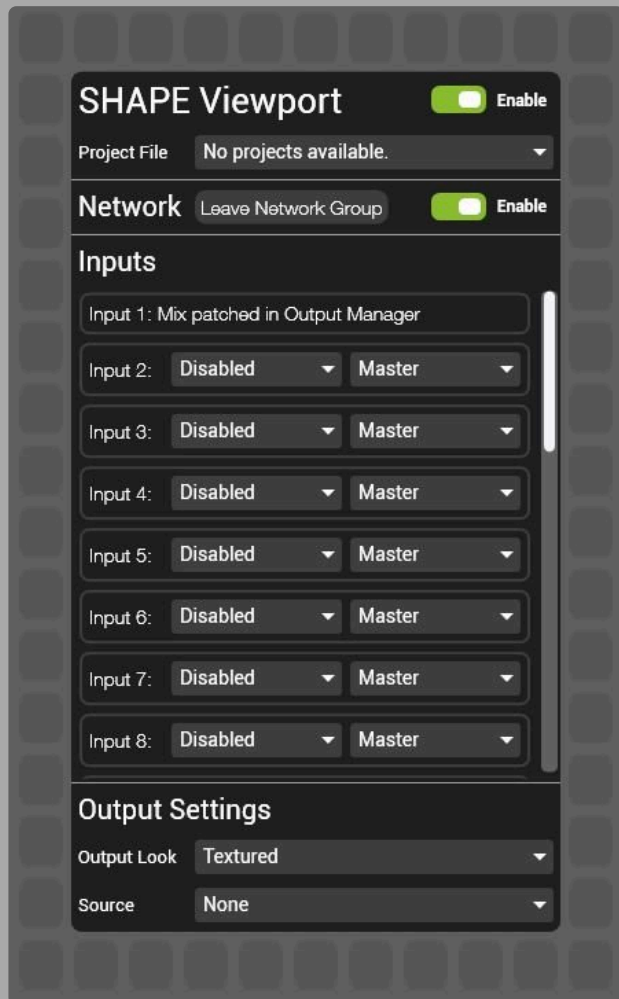 SHAPE Viewport Enable
Project File No projects available.
Network Leave Network Group Enable
Inputs
Input 1: Mix patched in Output Manager
Input 2: Disabled Master
Input 3: Disabled Master
Input 4: Disabled Master
Input 5: Disabled Master
Input 6: Disabled Master
Input 7: Disabled Master
Input 8: Disabled Master
Output Settings
Output Look Textured
Source None